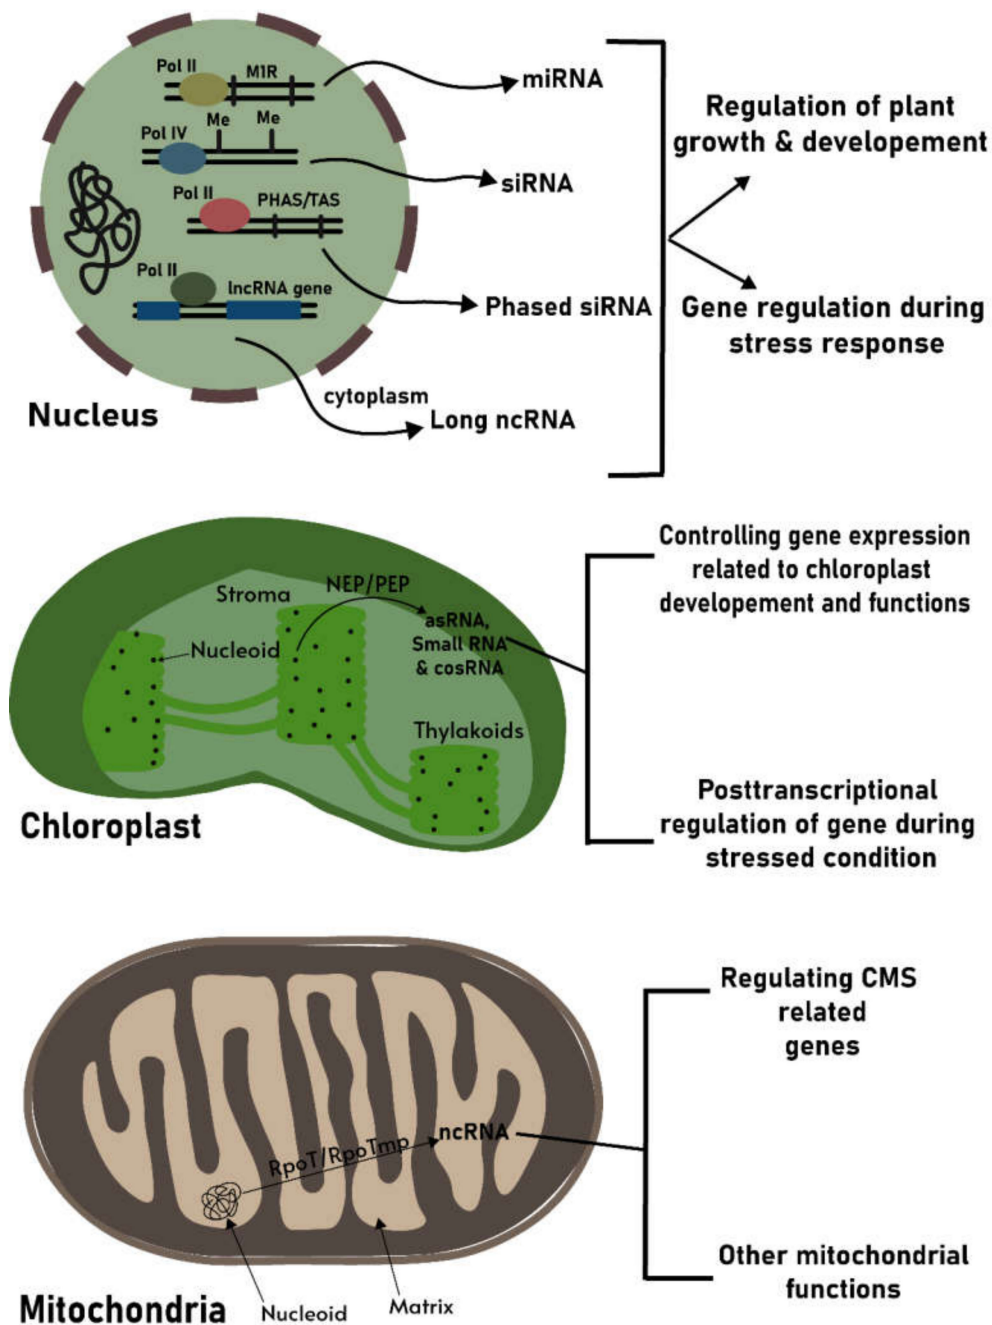 Pol II
MIR
miRNA
Me
Me
Pol IV
siRNA
Pol II
PHAS/TAS
Phased siRNA
Pol II
lncRNA gene
cytoplasm
Long ncRNA
Nucleus
Regulation of plant
growth & developement
Gene regulation during
stress response
Stroma
NEP/PEP
Nucleoid
asRNA,
Small RNA
& cosRNA
Thylakoids
Chloroplast
Controlling gene expression
related to chloroplast
developement and functions
Posttranscriptional
regulation of gene during
stressed condition
RpoT/RpoTmp
ncRNA
Nucleoid
Matrix
Mitochondria
Regulating CMS
related
genes
Other mitochondrial
functions